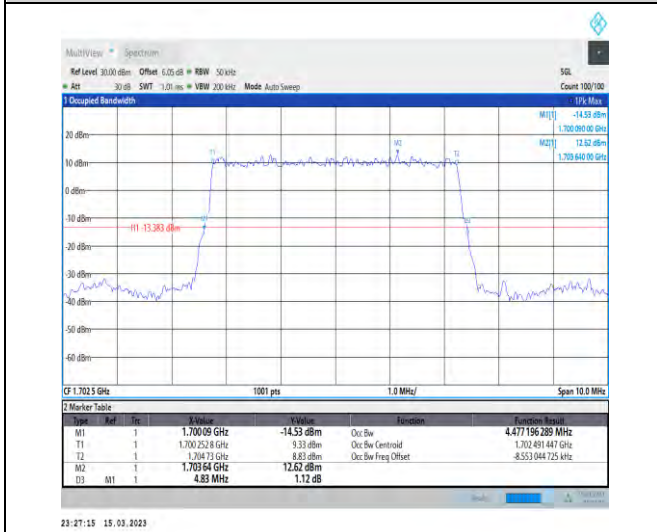 MultiView Spectrum
Ref Level 30.00 dBm Offset 6.05 dB RBW 50 kHz SGL
Att 30 dB SWT 1.01 ms VBW 200 kHz Mode Auto Sweep Count 100/100
1 Occupied Bandwidth 1Pk Max
M1[1] -14.53 dBm
1.700 090 00 GHz
M2[1] 12.62 dBm
1.703 640 00 GHz
20 dBm
M2
T1 T2
10 dBm
0 dBm
-10 dBm
H1 -13.383 dBm
-20 dBm
-30 dBm
-40 dBm
-50 dBm
-60 dBm
CF 1.702 5 GHz 1001 pts 1.0 MHz/ Span 10.0 MHz
2 Marker Table
Type Ref Trc X-Value Y-Value Function Function Result
M1 1 1.700 09 GHz -14.53 dBm Occ Bw 4.477 196 289 MHz
T1 1 1.700 252 8 GHz 9.33 dBm Occ Bw Centroid 1.702 491 447 GHz
T2 1 1.704 73 GHz 8.83 dBm Occ Bw Freq Offset -8.553 044 725 kHz
M2 1 1.703 64 GHz 12.62 dBm
D3 M1 1 4.83 MHz 1.12 dB
23:27:15 15.03.2023